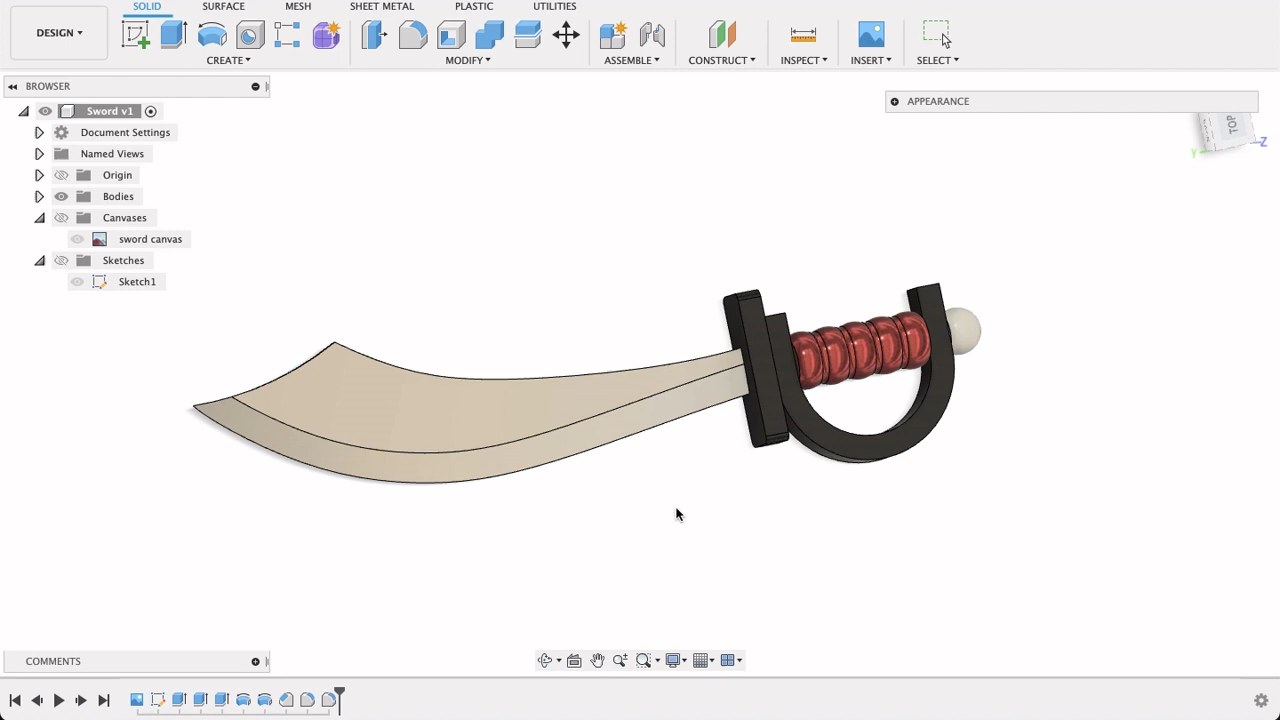 SOLID SURFACE MESH SHEET METAL PLASTIC UTILITIES
DESIGN
CREATE MODIFY ASSEMBLE CONSTRUCT INSPECT INSERT SELECT
BROWSER
APPEARANCE
Sword v1
TOP
Z
Y
Document Settings
Named Views
Origin
Bodies
Canvases
sword canvas
Sketches
Sketch1
COMMENTS